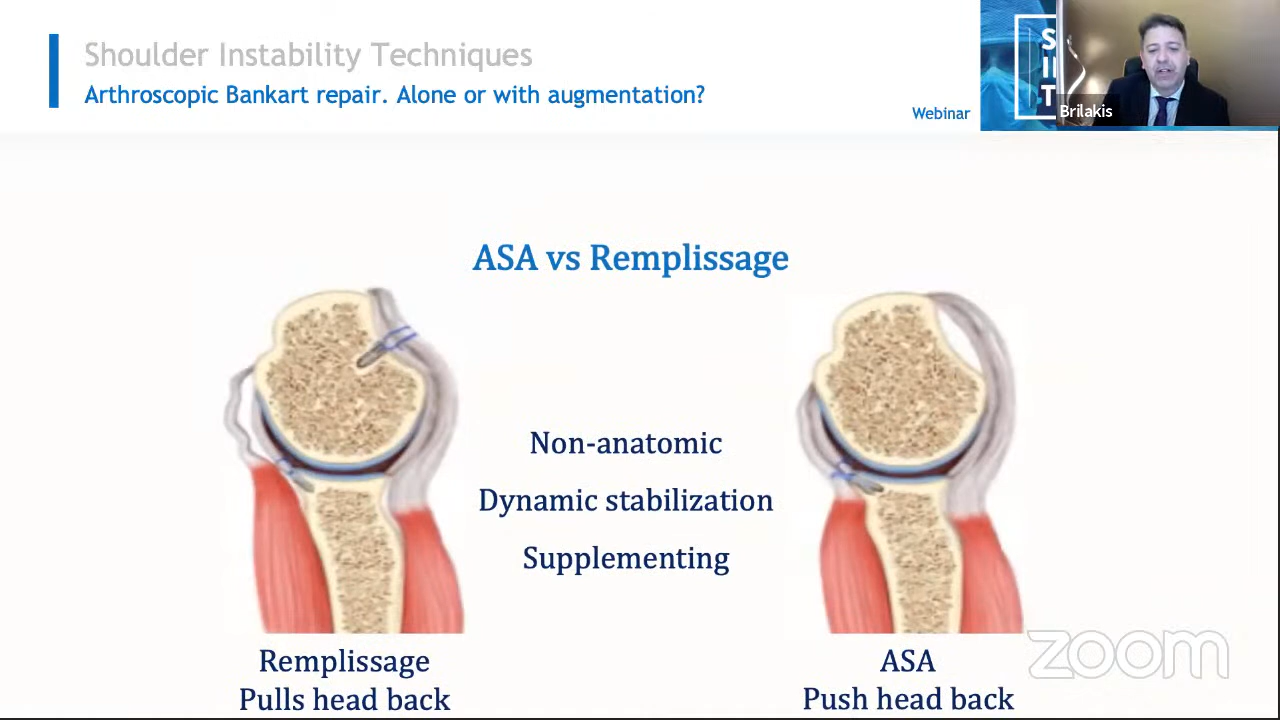 Shoulder Instability Techniques
Arthroscopic Bankart repair. Alone or with augmentation?
Webinar
S
I
T
Brilakis
ASA vs Remplissage
Non-anatomic
Dynamic stabilization
Supplementing
Remplissage
Pulls head back
ASA
Push head back
zoom